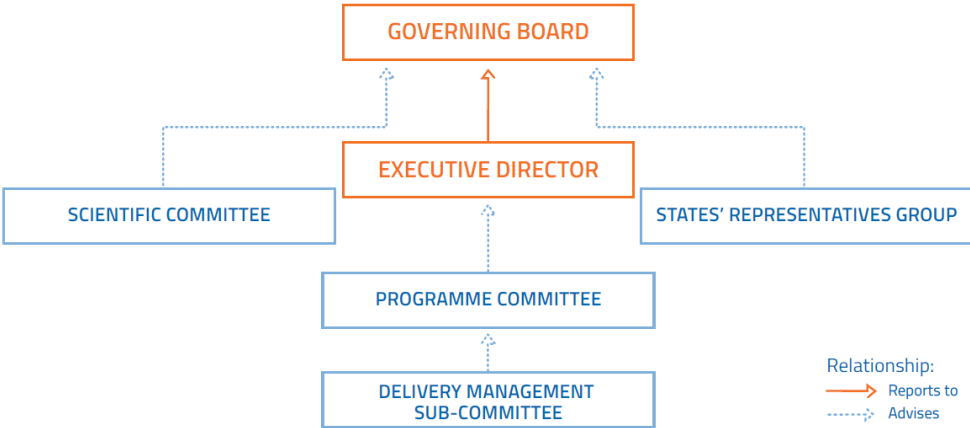 GOVERNING BOARD
EXECUTIVE DIRECTOR
SCIENTIFIC COMMITTEE
STATES’ REPRESENTATIVES GROUP
PROGRAMME COMMITTEE
DELIVERY MANAGEMENT
SUB-COMMITTEE
Relationship:
Reports to
Advises